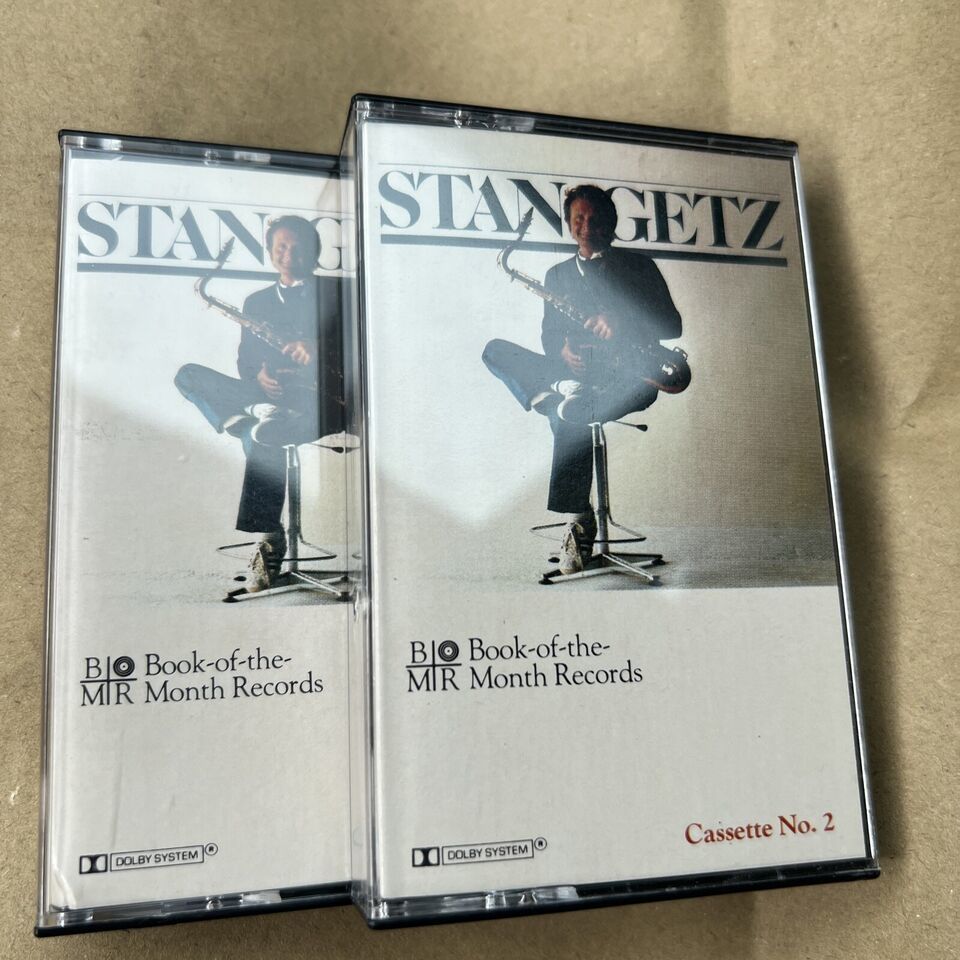 STAN G
B O
M R
Book-of-the-
Month Records
DOLBY SYSTEM®
STAN GETZ
B O
M R
Book-of-the-
Month Records
Cassette No. 2
DOLBY SYSTEM®